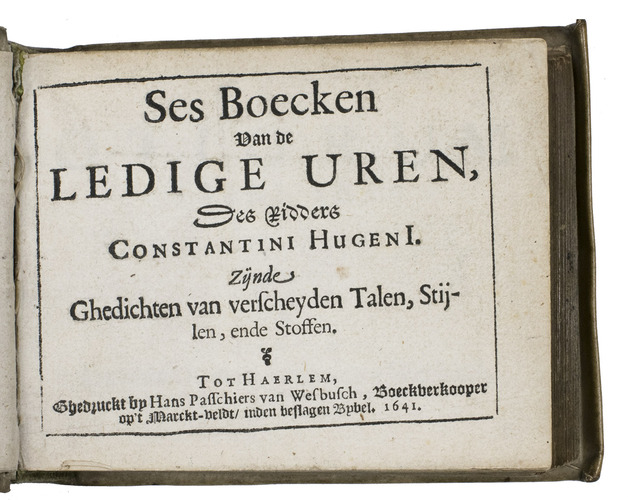 Ses Boecken
Van de
LEDIGE UREN,
Des Ridders
CONSTANTINI HUGENI.
Zijnde
Ghedichten van verſcheyden Talen, Stij-
len, ende Stoffen.
TOT HAERLEM,
Ghedruckt by Hans Paſſchiers van Wesbuſch, Boeckverkooper
op't Marckt-veldt/ inden beſlagen Bybel. 1641.